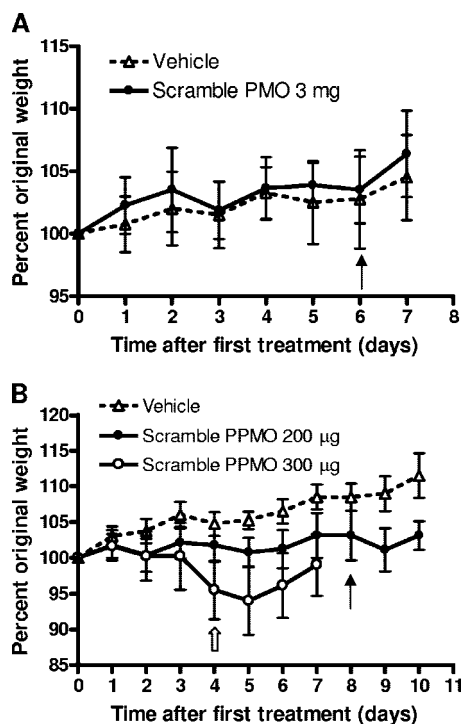 A
115
110
105
100
95
Percent original weight
Vehicle
Scramble PMO 3 mg
0 1 2 3 4 5 6 7 8
Time after first treatment (days)
B
120
115
110
105
100
95
90
85
Percent original weight
Vehicle
Scramble PPMO 200 µg
Scramble PPMO 300 µg
0 1 2 3 4 5 6 7 8 9 10 11
Time after first treatment (days)